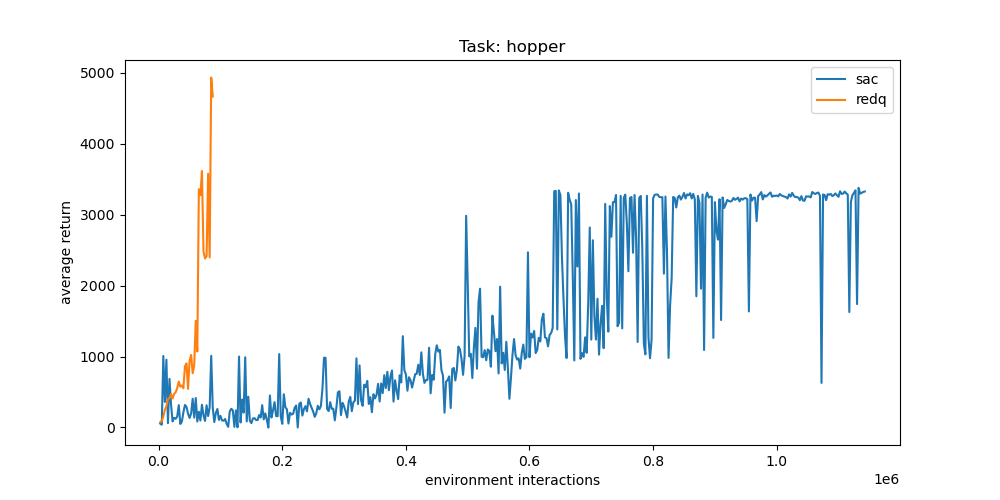 Task: hopper
sac
redq
average return
5000
4000
3000
2000
1000
0
0.0 0.2 0.4 0.6 0.8 1.0
1e6
environment interactions